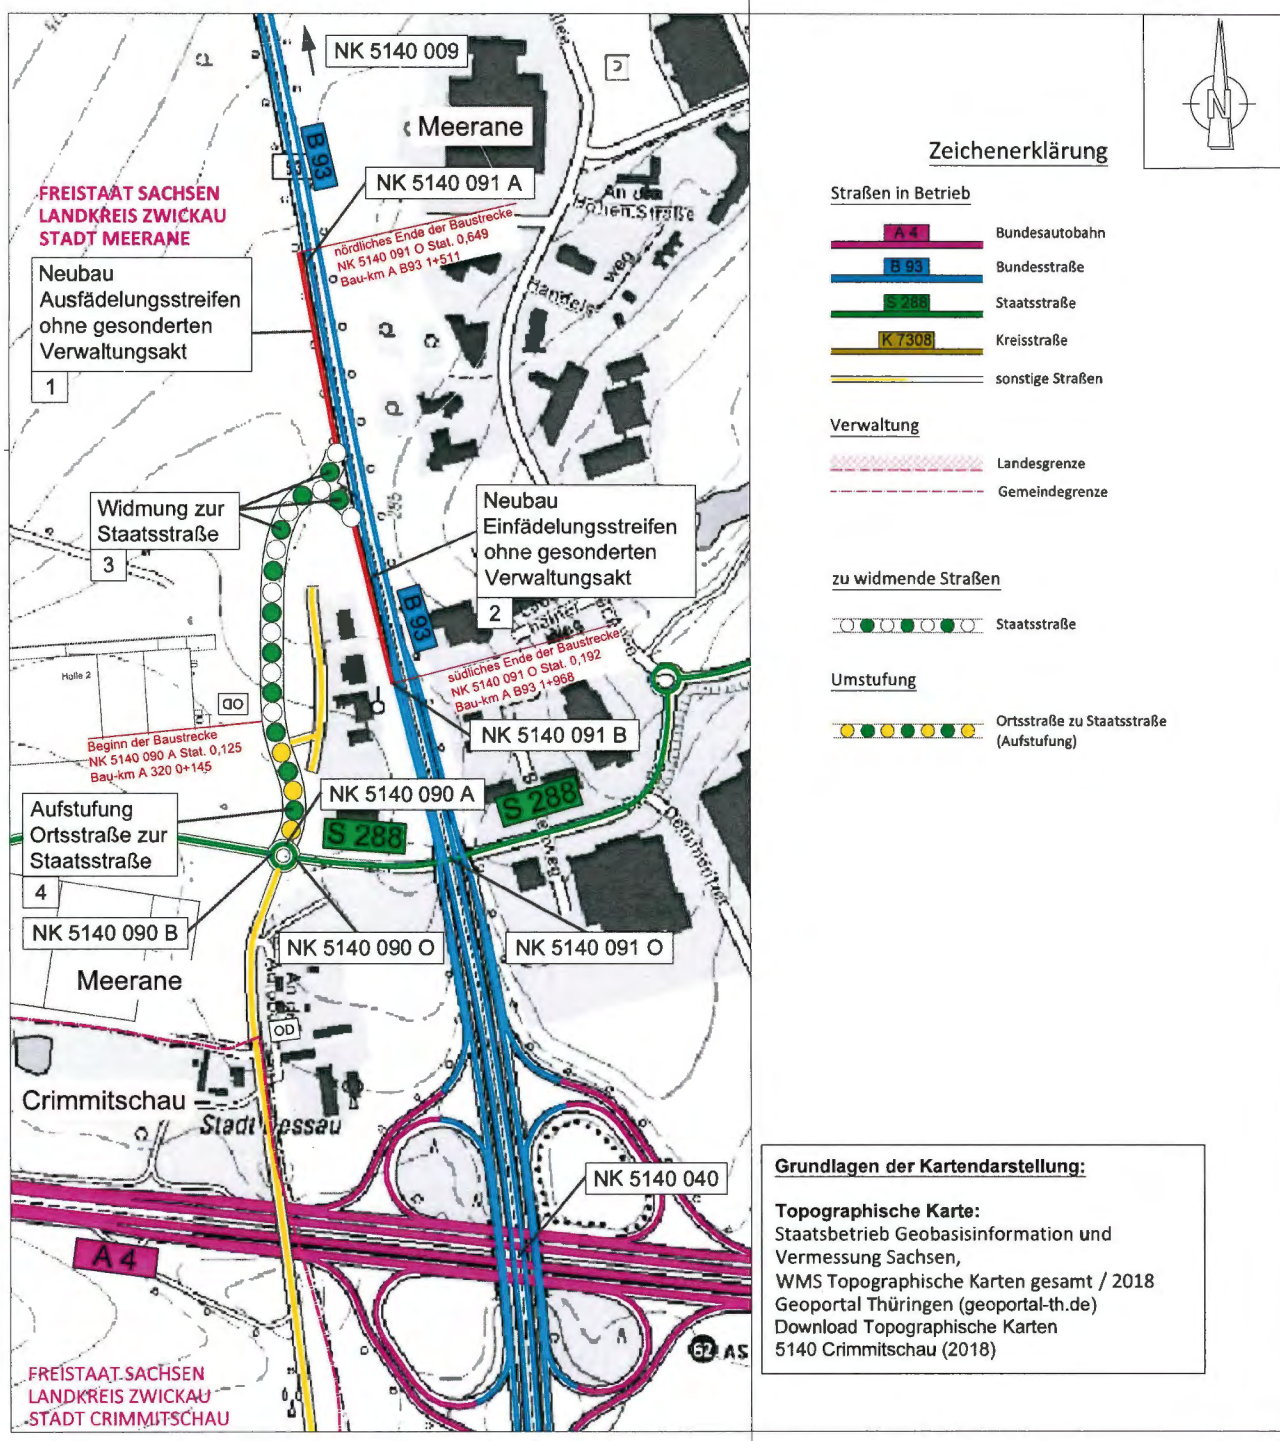 NK 5140 009
B 93
Meerane
NK 5140 091 A
FREISTAAT SACHSEN
LANDKREIS ZWICKAU
STADT MEERANE
An den
Hohen Straße
nördliches Ende der Baustrecke
NK 5140 091 O Stat. 0,649
Bau-km A B93 1+511
Neubau
Ausfädelungsstreifen
ohne gesonderten
Verwaltungsakt
1
Handels
weg
Widmung zur
Staatsstraße
3
295
Neubau
Einfädelungsstreifen
ohne gesonderten
Verwaltungsakt
2
B 93
südliches Ende der Baustrecke
NK 5140 091 O Stat. 0,192
Bau-km A B93 1+968
Halle 2
OD
Beginn der Baustrecke
NK 5140 090 A Stat. 0,125
Bau-km A 320 0+145
NK 5140 091 B
NK 5140 090 A
S 288
S 288
Aufstufung
Ortsstraße zur
Staatsstraße
4
NK 5140 090 B
NK 5140 090 O
NK 5140 091 O
Meerane
OD
Crimmitschau
Stadt Dessau
NK 5140 040
A 4
62 AS
FREISTAAT SACHSEN
LANDKREIS ZWICKAU
STADT CRIMMITSCHAU
N
Zeichenerklärung
Straßen in Betrieb
A 4 Bundesautobahn
B 93 Bundesstraße
S 288 Staatsstraße
K 7308 Kreisstraße
sonstige Straßen
Verwaltung
Landesgrenze
Gemeindegrenze
zu widmende Straßen
Staatsstraße
Umstufung
Ortsstraße zu Staatsstraße
(Aufstufung)
Grundlagen der Kartendarstellung:
Topographische Karte:
Staatsbetrieb Geobasisinformation und
Vermessung Sachsen,
WMS Topographische Karten gesamt / 2018
Geoportal Thüringen (geoportal-th.de)
Download Topographische Karten
5140 Crimmitschau (2018)